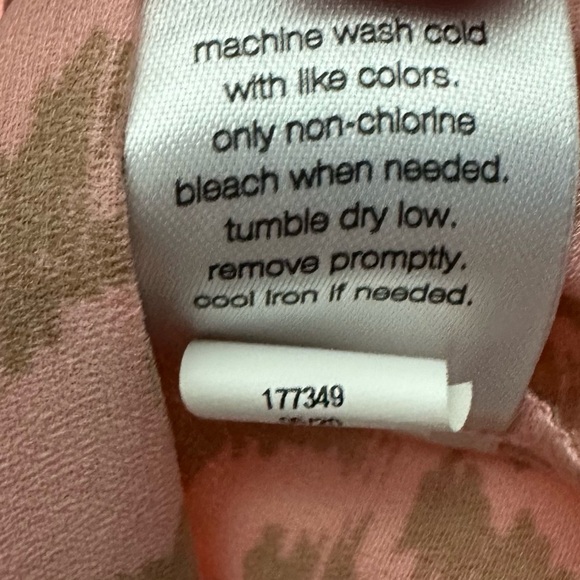 machine wash cold
with like colors.
only non-chlorine
bleach when needed.
tumble dry low.
remove promptly.
cool iron if needed.
177349